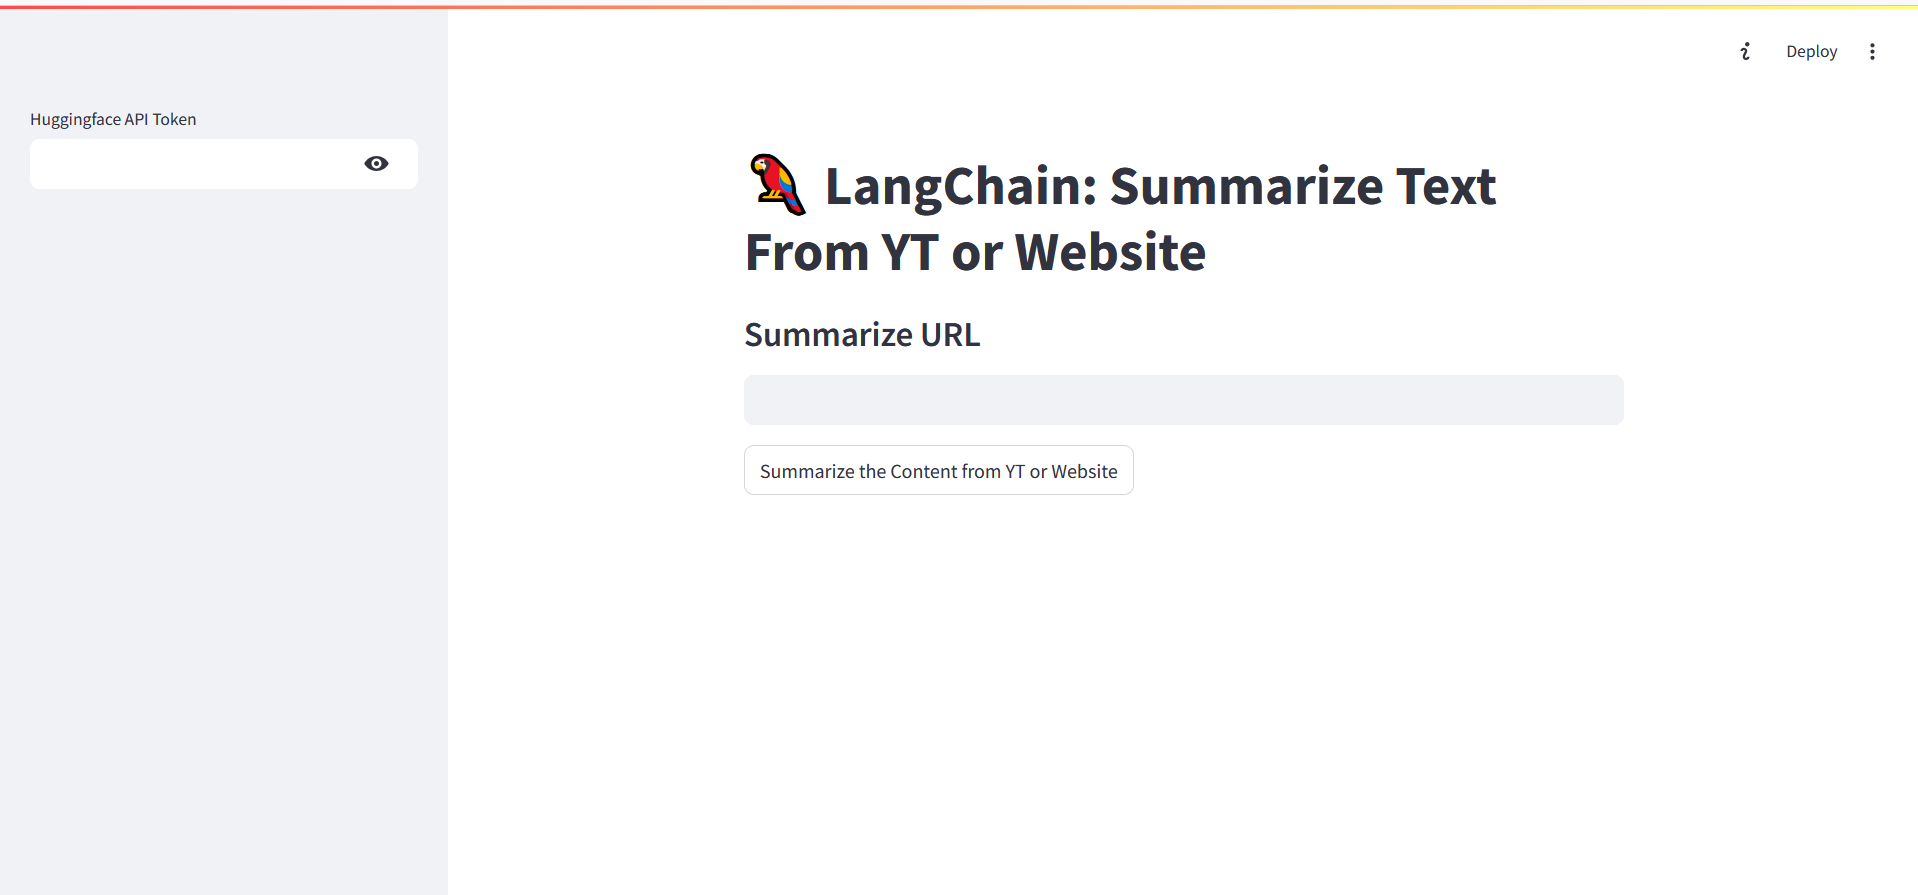 Deploy
Huggingface API Token
🦜 LangChain: Summarize Text
From YT or Website
Summarize URL
Summarize the Content from YT or Website